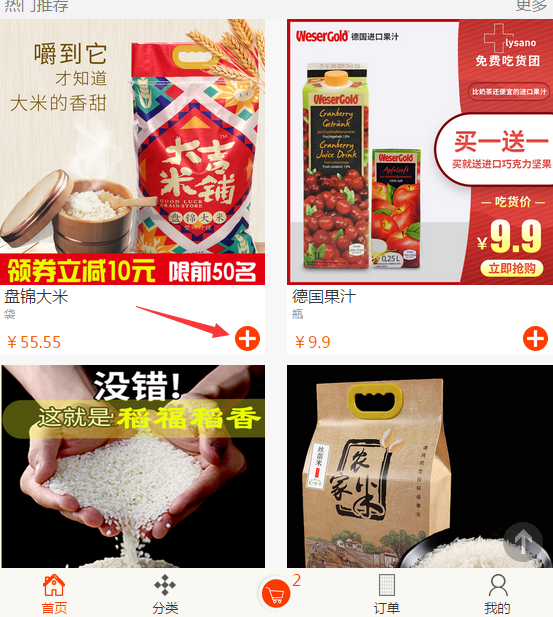 热门推荐
更多
嚼到它
才知道
大米的香甜
吉铺
大米
TM
GOOD LUCK
GRAIN STORE
盘锦大米
领券立减10元 限前50名
盘锦大米
袋
￥55.55
WeserGold 德国进口果汁
lysano
免费吃货团
比奶茶还便宜的进口果汁
买一送一
买就送进口巧克力坚果
吃货价
¥9.9
立即抢购
WeserGold
Cranberry
Getränk
Cranberry
Juice Drink
1L
WeserGold
Apfelsaft
0,25L
德国果汁
瓶
￥9.9
没错!
这就是稻福稻香
丝苗米
农家米
首页
分类
2
订单
我的